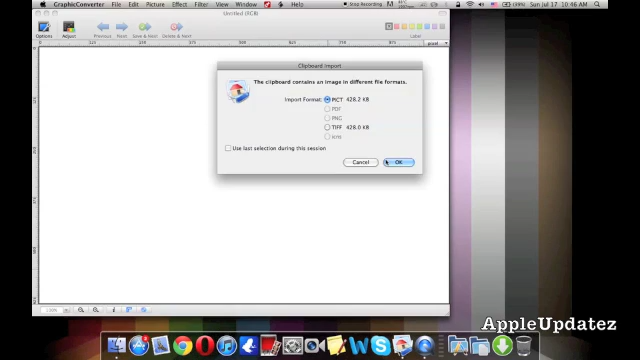 GraphicConverter File Edit Picture Effect Filter View Window Help
Stop Recording
Sun Jul 17 10:46 AM
Untitled (RGB)
Options Adjust Previous Next Save & Next Delete & Next Label
pixel
Clipboard Import
The clipboard contains an image in different file formats.
Import Format: PICT 428.2 KB
PDF
PNG
TIFF 428.0 KB
Use last selection during this session
Cancel OK
AppleUpdatez